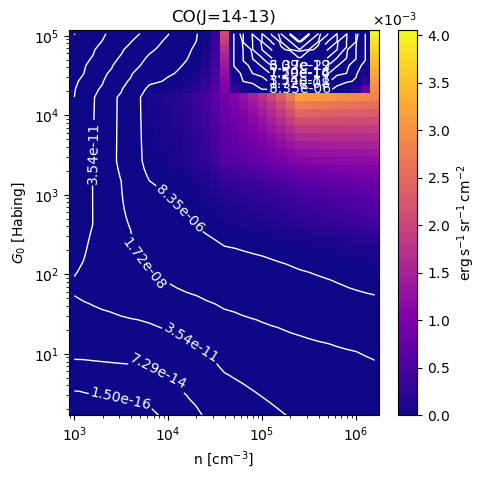 CO(J=14-13)
×10⁻³
10⁵
10⁴
10³
10²
10¹
G₀ [Habing]
3.54e-11
8.35e-06
1.72e-08
3.54e-11
7.29e-14
1.50e-16
8.35e-06
10³
10⁴
10⁵
10⁶
n [cm⁻³]
4.0
3.5
3.0
2.5
2.0
1.5
1.0
0.5
0.0
erg s⁻¹ sr⁻¹ cm⁻²